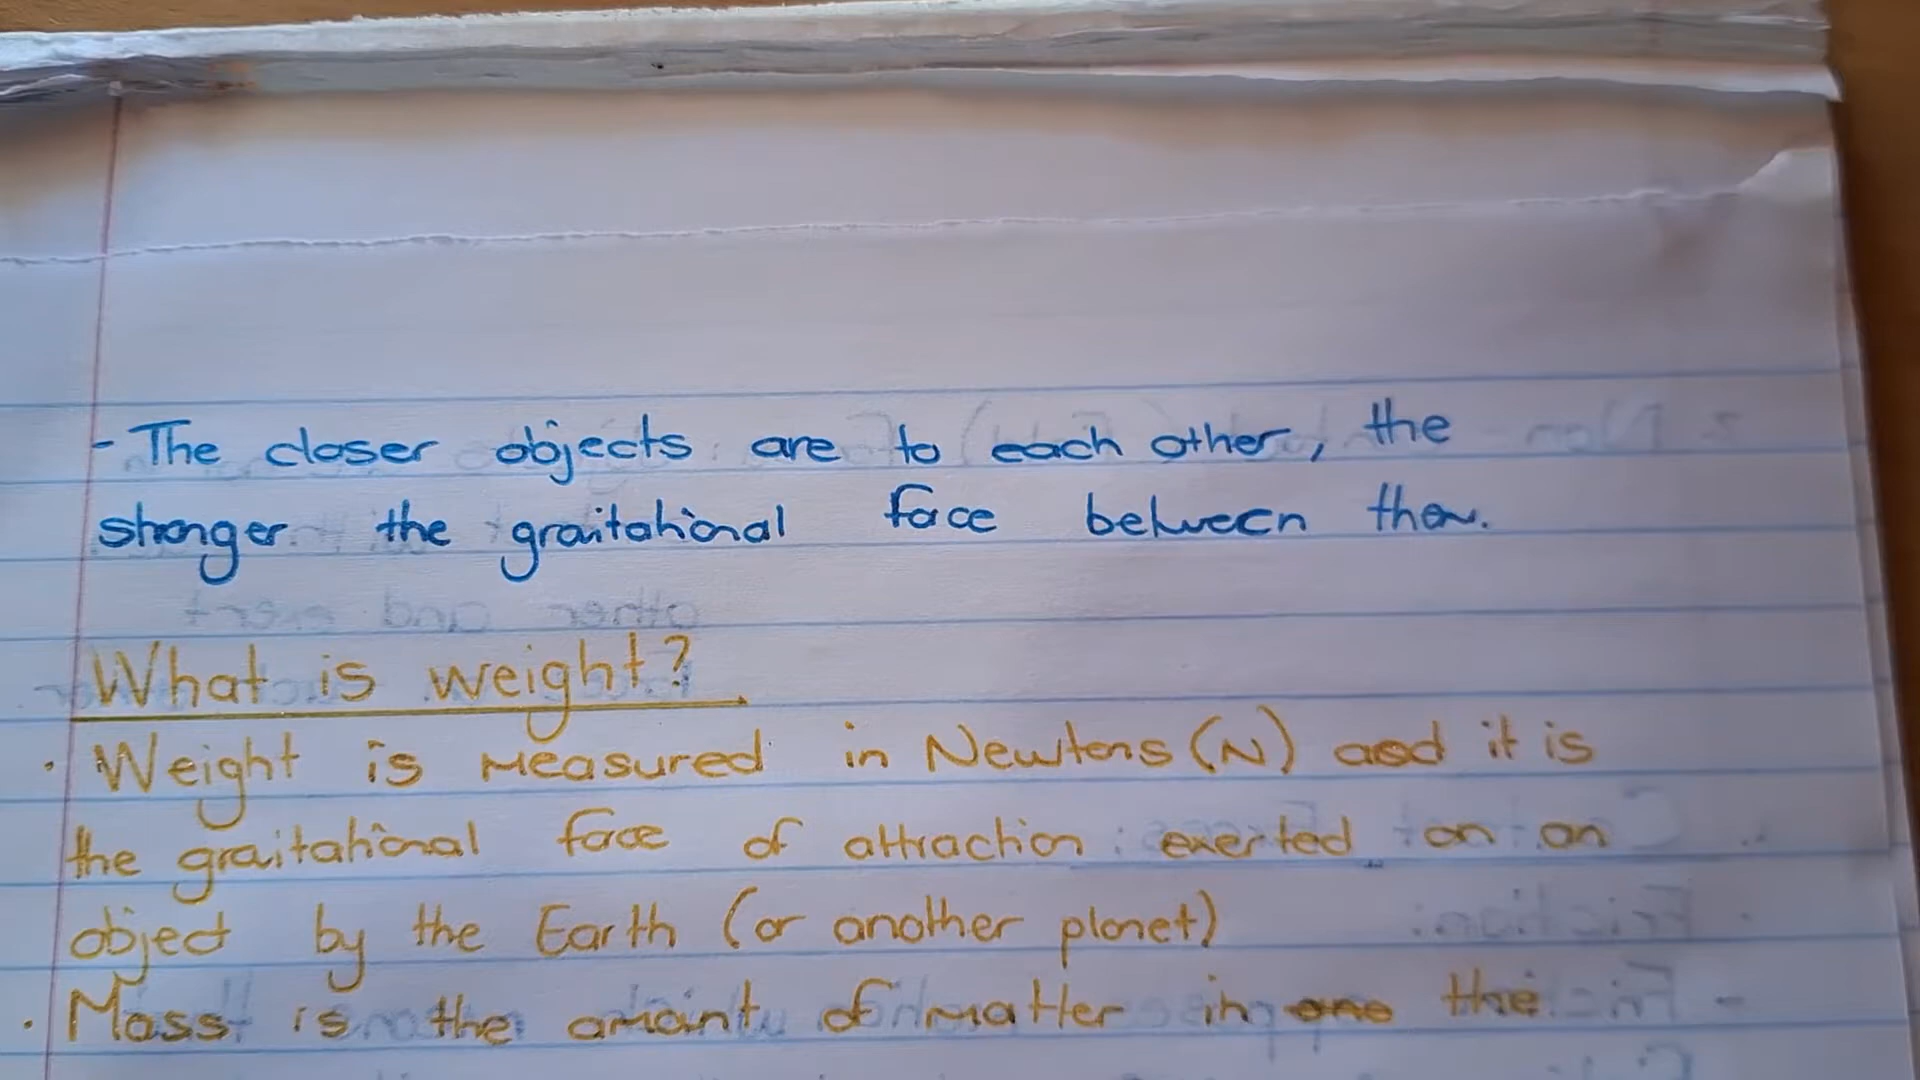 - The closer objects are to each other, the
stronger the graitational force between them.
What is weight?
· Weight is measured in Newtons (N) and it is
the graitational force of attraction exerted on an
object by the Earth (or another planet)
· Mass is the amount of matter in the